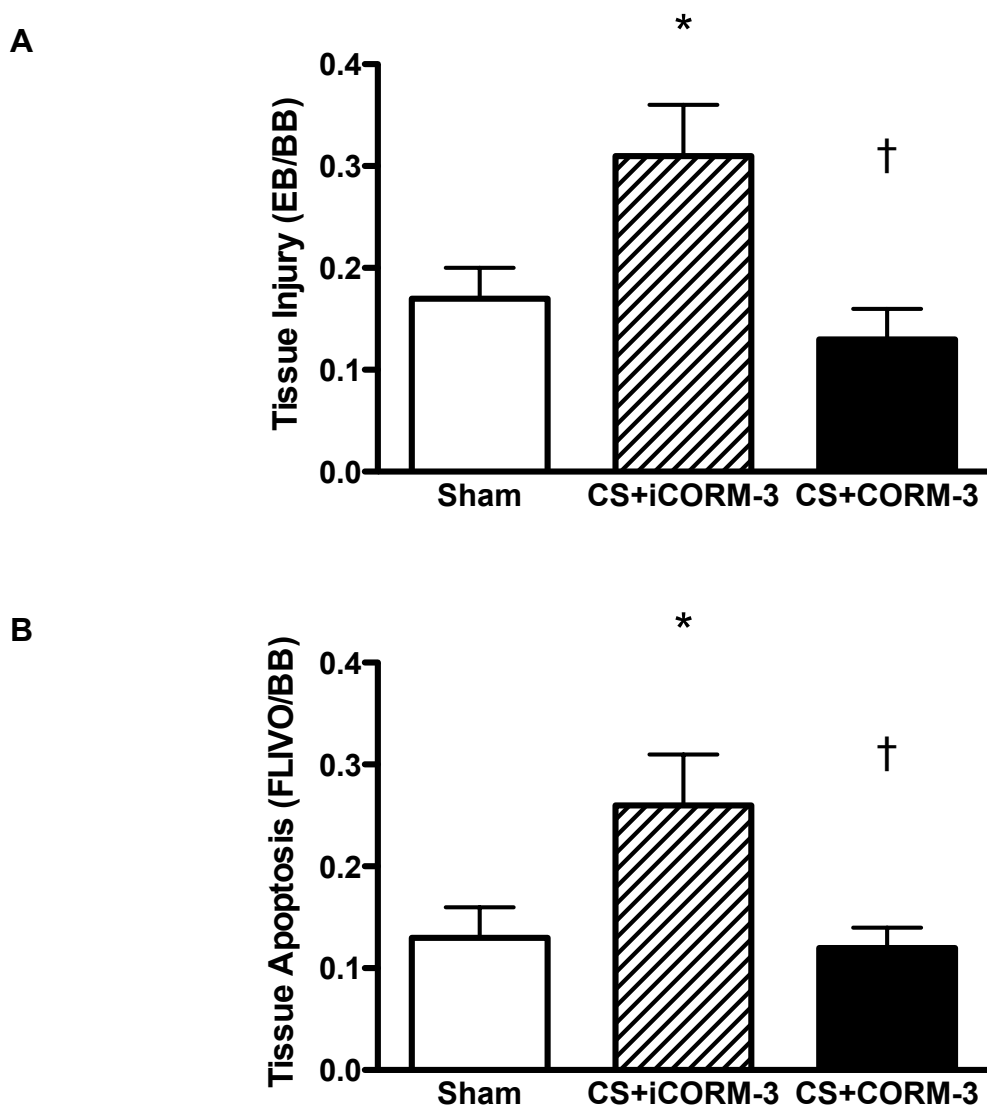 A
*
†
Tissue Injury (EB/BB)
0.4
0.3
0.2
0.1
0.0
Sham CS+iCORM-3 CS+CORM-3
B
*
†
Tissue Apoptosis (FLIVO/BB)
0.4
0.3
0.2
0.1
0.0
Sham CS+iCORM-3 CS+CORM-3